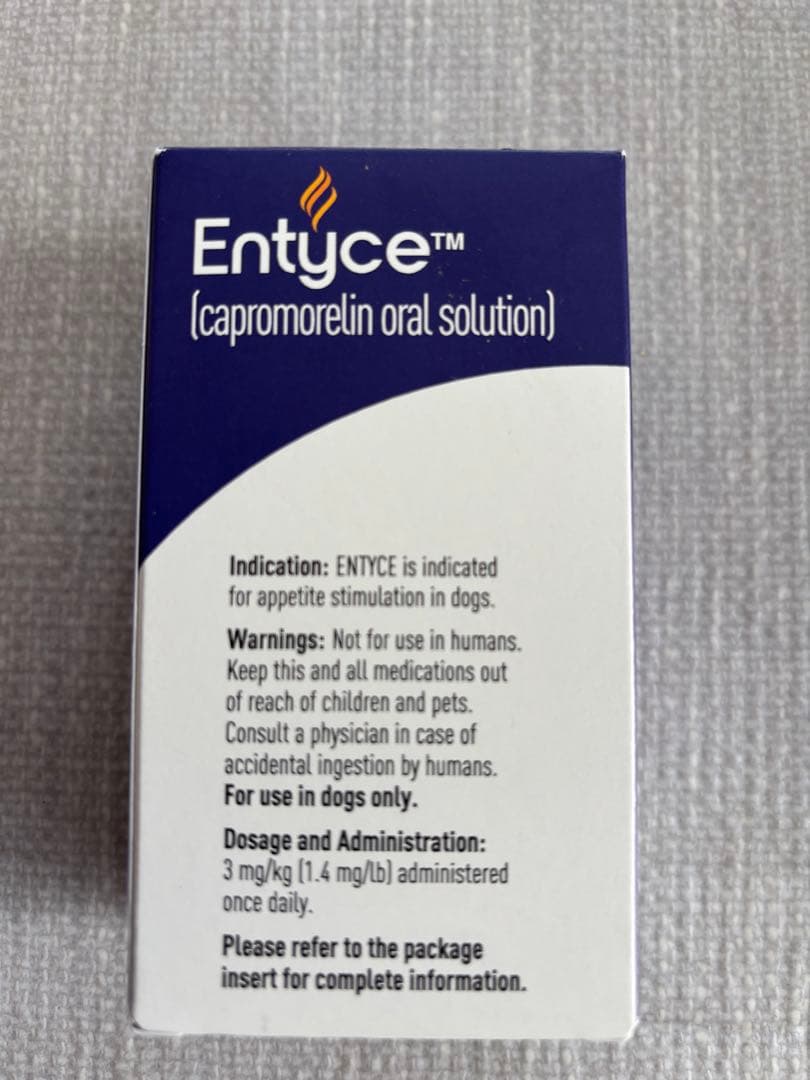 Entyce™
(capromorelin oral solution)
Indication: ENTYCE is indicated
for appetite stimulation in dogs.
Warnings: Not for use in humans.
Keep this and all medications out
of reach of children and pets.
Consult a physician in case of
accidental ingestion by humans.
For use in dogs only.
Dosage and Administration:
3 mg/kg (1.4 mg/lb) administered
once daily.
Please refer to the package
insert for complete information.